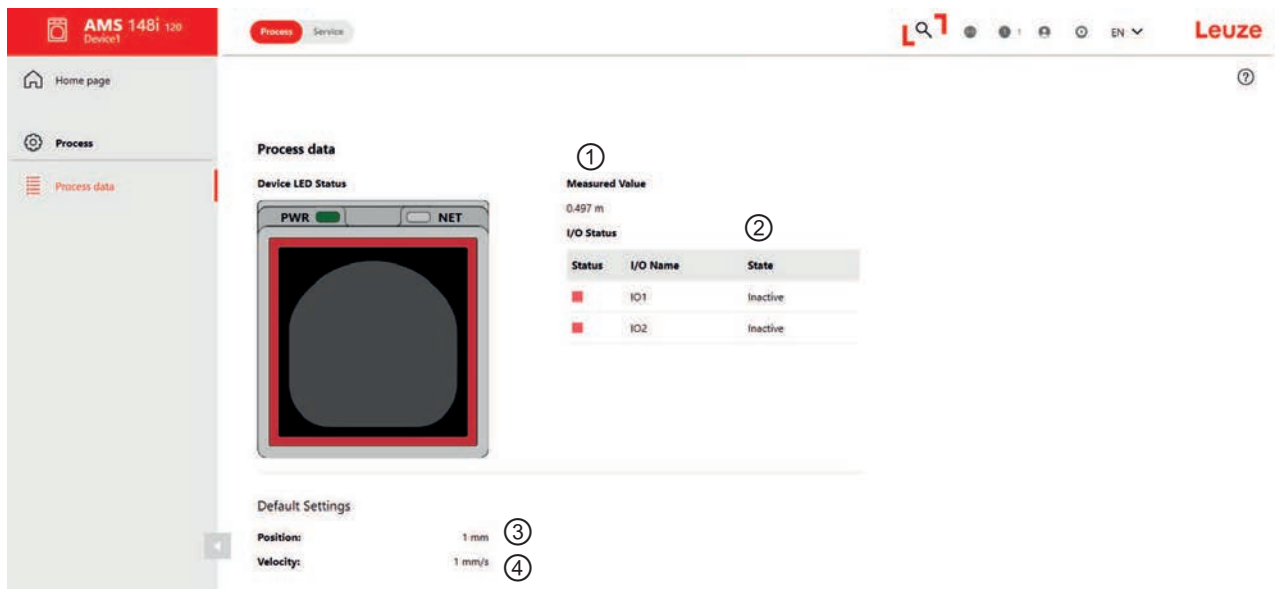 AMS 148i 120
Device1
Process Service
EN
Leuze
Home page
Process
Process data
Process data
1
Device LED Status
Measured Value
PWR
NET
0.497 m
I/O Status
2
Status I/O Name State
IO1 Inactive
IO2 Inactive
Default Settings
Position: 1 mm 3
Velocity: 1 mm/s 4